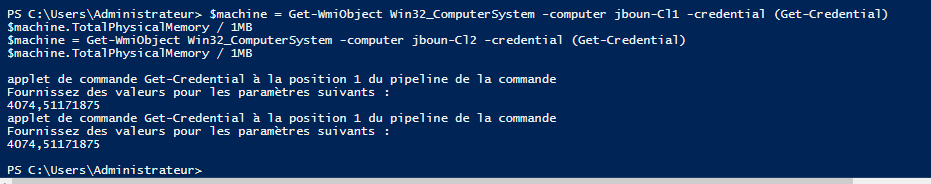 PS C:\Users\Administrateur> $machine = Get-WmiObject Win32_ComputerSystem -computer jboun-Cl1 -credential (Get-Credential)
$machine.TotalPhysicalMemory / 1MB
$machine = Get-WmiObject Win32_ComputerSystem -computer jboun-Cl2 -credential (Get-Credential)
$machine.TotalPhysicalMemory / 1MB
applet de commande Get-Credential à la position 1 du pipeline de la commande
Fournissez des valeurs pour les paramètres suivants :
4074,51171875
applet de commande Get-Credential à la position 1 du pipeline de la commande
Fournissez des valeurs pour les paramètres suivants :
4074,51171875
PS C:\Users\Administrateur>